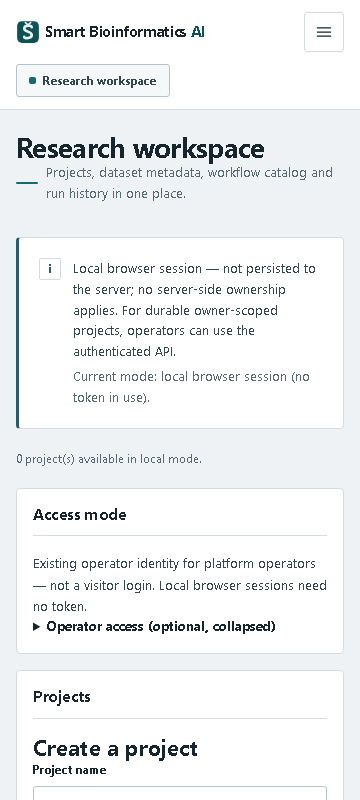 Š Smart Bioinformatics AI
Research workspace
Research workspace
Projects, dataset metadata, workflow catalog and
run history in one place.
i
Local browser session — not persisted to
the server; no server-side ownership
applies. For durable owner-scoped
projects, operators can use the
authenticated API.
Current mode: local browser session (no
token in use).
0 project(s) available in local mode.
Access mode
Existing operator identity for platform operators
— not a visitor login. Local browser sessions need
no token.
Operator access (optional, collapsed)
Projects
Create a project
Project name